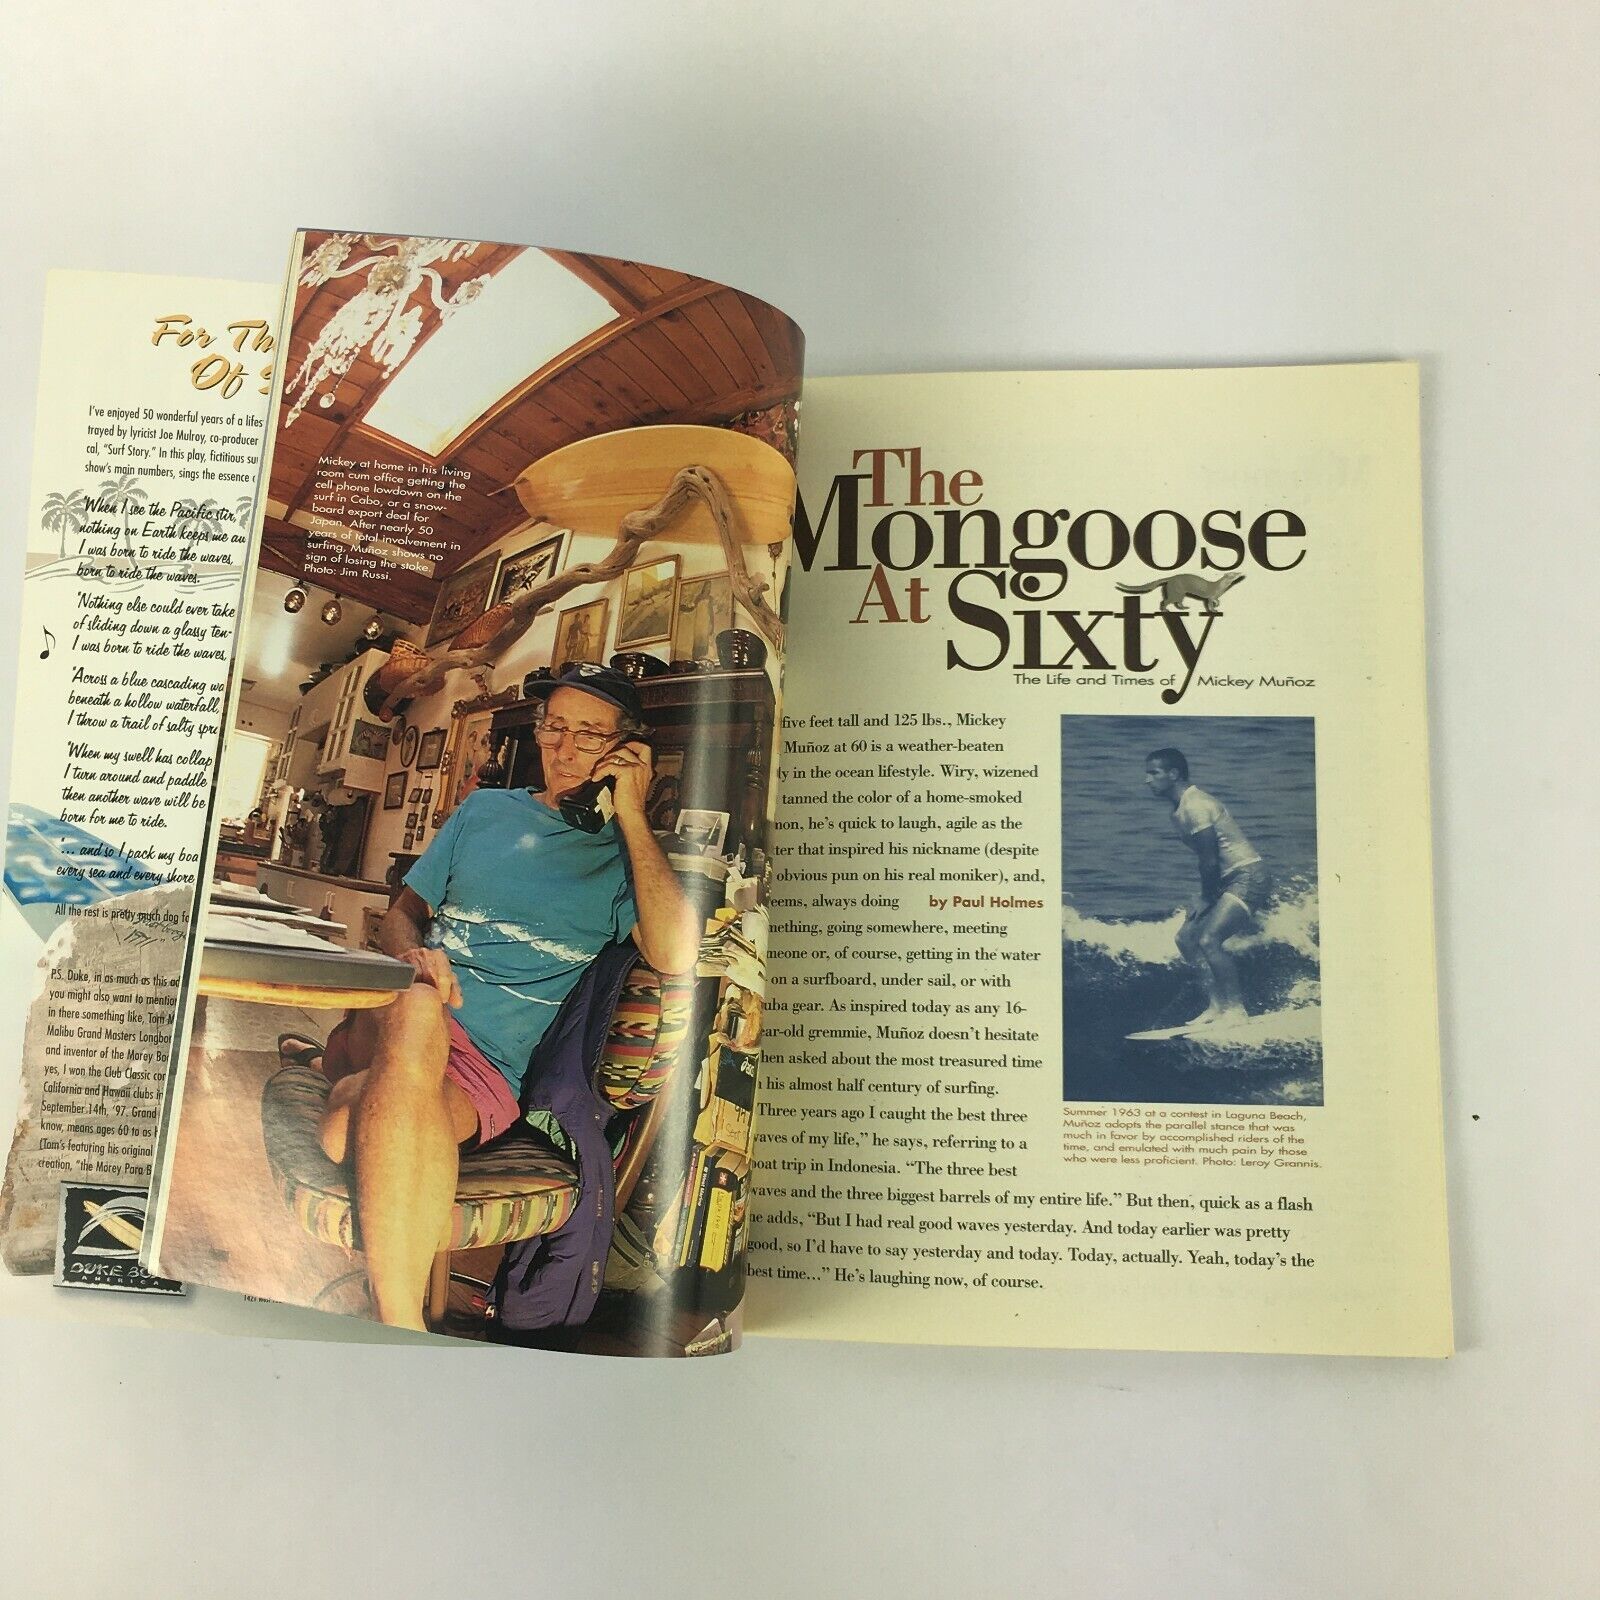 For Th
Of
I've enjoyed 50 wonderful years of a lifes
trayed by lyricist Joe Mulroy, co-producer
cal, "Surf Story." In this play, fictitious su
show's main numbers, sings the essence
"When I see the Pacific stir,
nothing on Earth keeps me au
I was born to ride the waves,
born to ride the waves.
"Nothing else could ever take
of sliding down a glassy ten-
I was born to ride the waves,
"Across a blue cascading wa
beneath a hollow waterfall,
I throw a trail of salty spr
"When my swell has collap
I turn around and paddle
then another wave will be
born for me to ride.
"... and so I pack my boa
every sea and every shore
All the rest is pretty much dog fo
P.S. Duke, in as much as this ad
you might also want to mention
in there something like, Tom M
Malibu Grand Masters Longboa
and inventor of the Morey Boo
yes, I won the Club Classic con
California and Hawaii clubs in
September 14th, '97. Grand
know, means ages 60 to as h
(Tom's featuring his original
creation, "the Morey Para B
DUKE BO
AMERICA
Mickey at home in his living
room cum office getting the
cell phone lowdown on the
surf in Cabo, or a snow-
board export deal for
Japan. After nearly 50
years of total involvement in
surfing, Muñoz shows no
sign of losing the stoke.
Photo: Jim Russi.
The
Mongoose
At Sixty
The Life and Times of Mickey Muñoz
five feet tall and 125 lbs., Mickey
Muñoz at 60 is a weather-beaten
ly in the ocean lifestyle. Wiry, wizened
tanned the color of a home-smoked
mon, he's quick to laugh, agile as the
ter that inspired his nickname (despite
obvious pun on his real moniker), and,
eems, always doing
by Paul Holmes
mething, going somewhere, meeting
meone or, of course, getting in the water
on a surfboard, under sail, or with
uba gear. As inspired today as any 16-
ear-old gremmie, Muñoz doesn't hesitate
hen asked about the most treasured time
his almost half century of surfing.
Three years ago I caught the best three
waves of my life," he says, referring to a
boat trip in Indonesia. "The three best
waves and the three biggest barrels of my entire life." But then, quick as a flash
he adds, "But I had real good waves yesterday. And today earlier was pretty
good, so I'd have to say yesterday and today. Today, actually. Yeah, today's the
best time..." He's laughing now, of course.
Summer 1963 at a contest in Laguna Beach,
Muñoz adopts the parallel stance that was
much in favor by accomplished riders of the
time, and emulated with much pain by those
who were less proficient. Photo: Leroy Grannis.